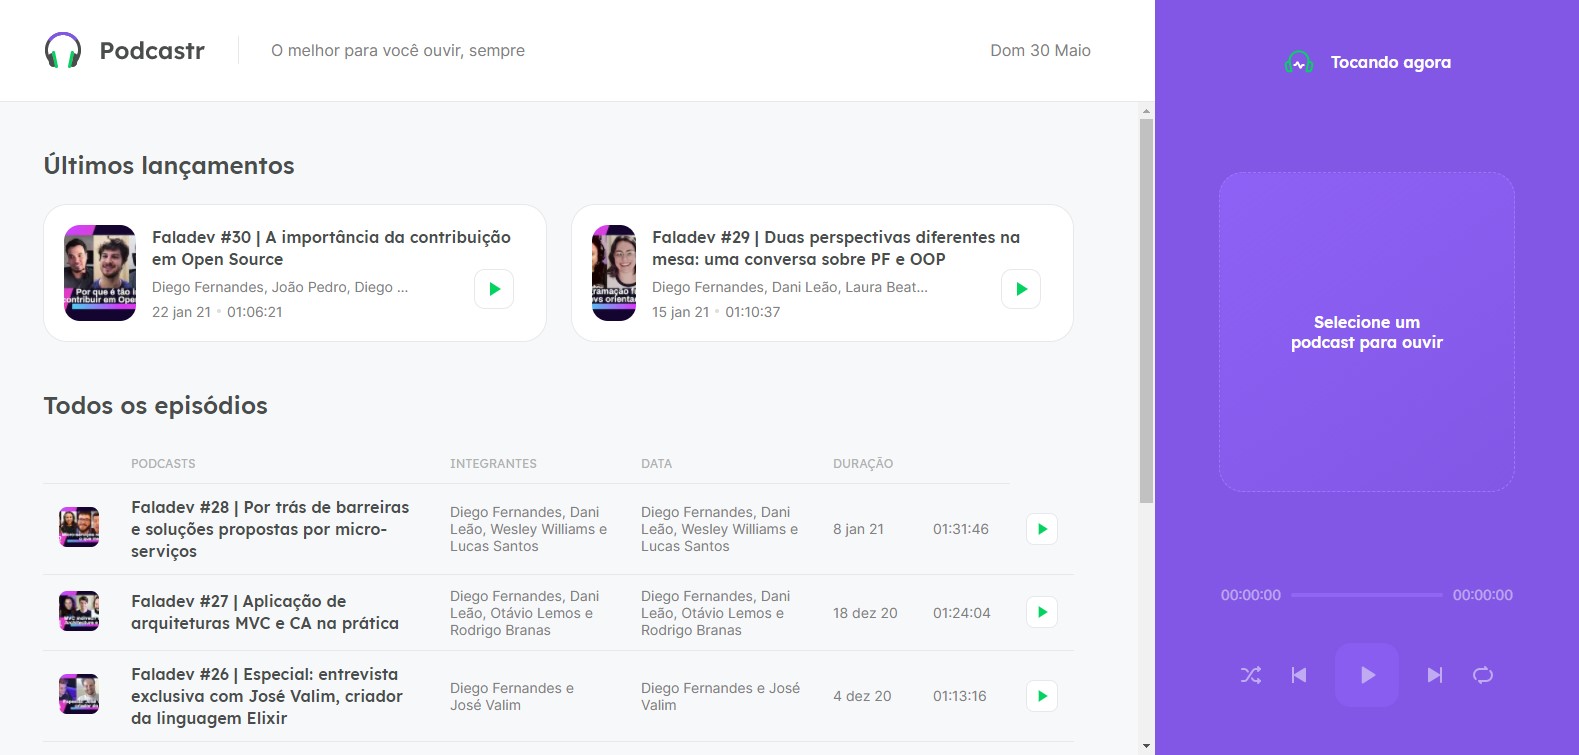 Podcastr
O melhor para você ouvir, sempre
Dom 30 Maio
Tocando agora
Últimos lançamentos
Faladev #30 | A importância da contribuição
em Open Source
Diego Fernandes, João Pedro, Diego ...
22 jan 21 • 01:06:21
Por que é tão i
contribuir em Ope
Faladev #29 | Duas perspectivas diferentes na
mesa: uma conversa sobre PF e OOP
Diego Fernandes, Dani Leão, Laura Beat...
15 jan 21 • 01:10:37
Selecione um
podcast para ouvir
Todos os episódios
PODCASTS
INTEGRANTES
DATA
DURAÇÃO
Faladev #28 | Por trás de barreiras
e soluções propostas por micro-
serviços
Diego Fernandes, Dani
Leão, Wesley Williams e
Lucas Santos
Diego Fernandes, Dani
Leão, Wesley Williams e
Lucas Santos
8 jan 21
01:31:46
Faladev #27 | Aplicação de
arquiteturas MVC e CA na prática
Diego Fernandes, Dani
Leão, Otávio Lemos e
Rodrigo Branas
Diego Fernandes, Dani
Leão, Otávio Lemos e
Rodrigo Branas
18 dez 20
01:24:04
Faladev #26 | Especial: entrevista
exclusiva com José Valim, criador
da linguagem Elixir
Diego Fernandes e
José Valim
Diego Fernandes e José
Valim
4 dez 20
01:13:16
00:00:00
00:00:00